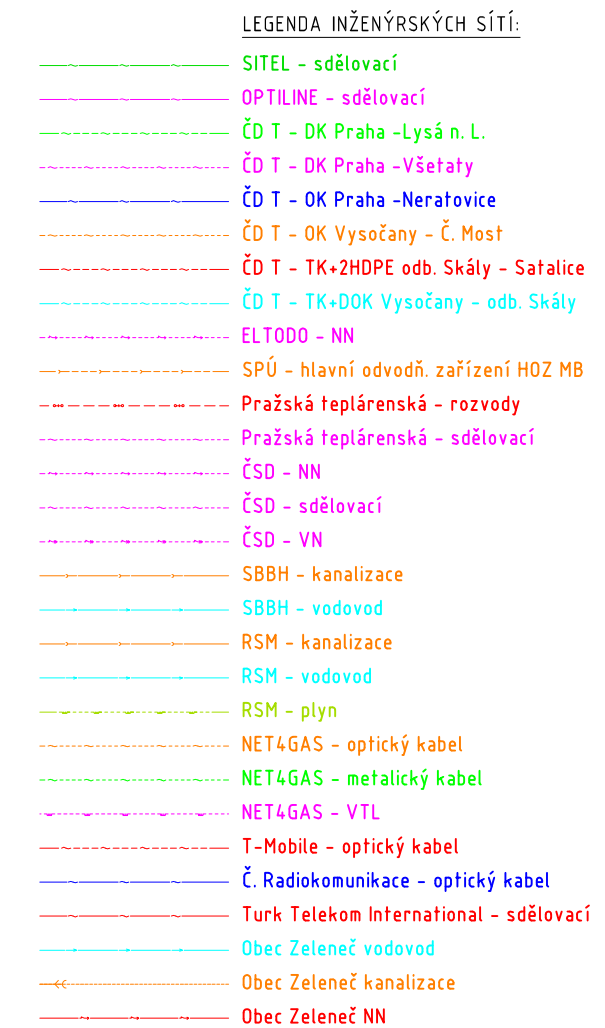 LEGENDA INŽENÝRSKÝCH SÍTÍ:
SITEL - sdělovací
OPTILINE - sdělovací
ČD T - DK Praha -Lysá n. L.
ČD T - DK Praha -Všetaty
ČD T - OK Praha -Neratovice
ČD T - OK Vysočany - Č. Most
ČD T - TK+2HDPE odb. Skály - Satalice
ČD T - TK+DOK Vysočany - odb. Skály
ELTODO - NN
SPÚ - hlavní odvodň. zařízení HOZ MB
Pražská teplárenská - rozvody
Pražská teplárenská - sdělovací
ČSD - NN
ČSD - sdělovací
ČSD - VN
SBBH - kanalizace
SBBH - vodovod
RSM - kanalizace
RSM - vodovod
RSM - plyn
NET4GAS - optický kabel
NET4GAS - metalický kabel
NET4GAS - VTL
T-Mobile - optický kabel
Č. Radiokomunikace - optický kabel
Turk Telekom International - sdělovací
Obec Zeleneč vodovod
Obec Zeleneč kanalizace
Obec Zeleneč NN